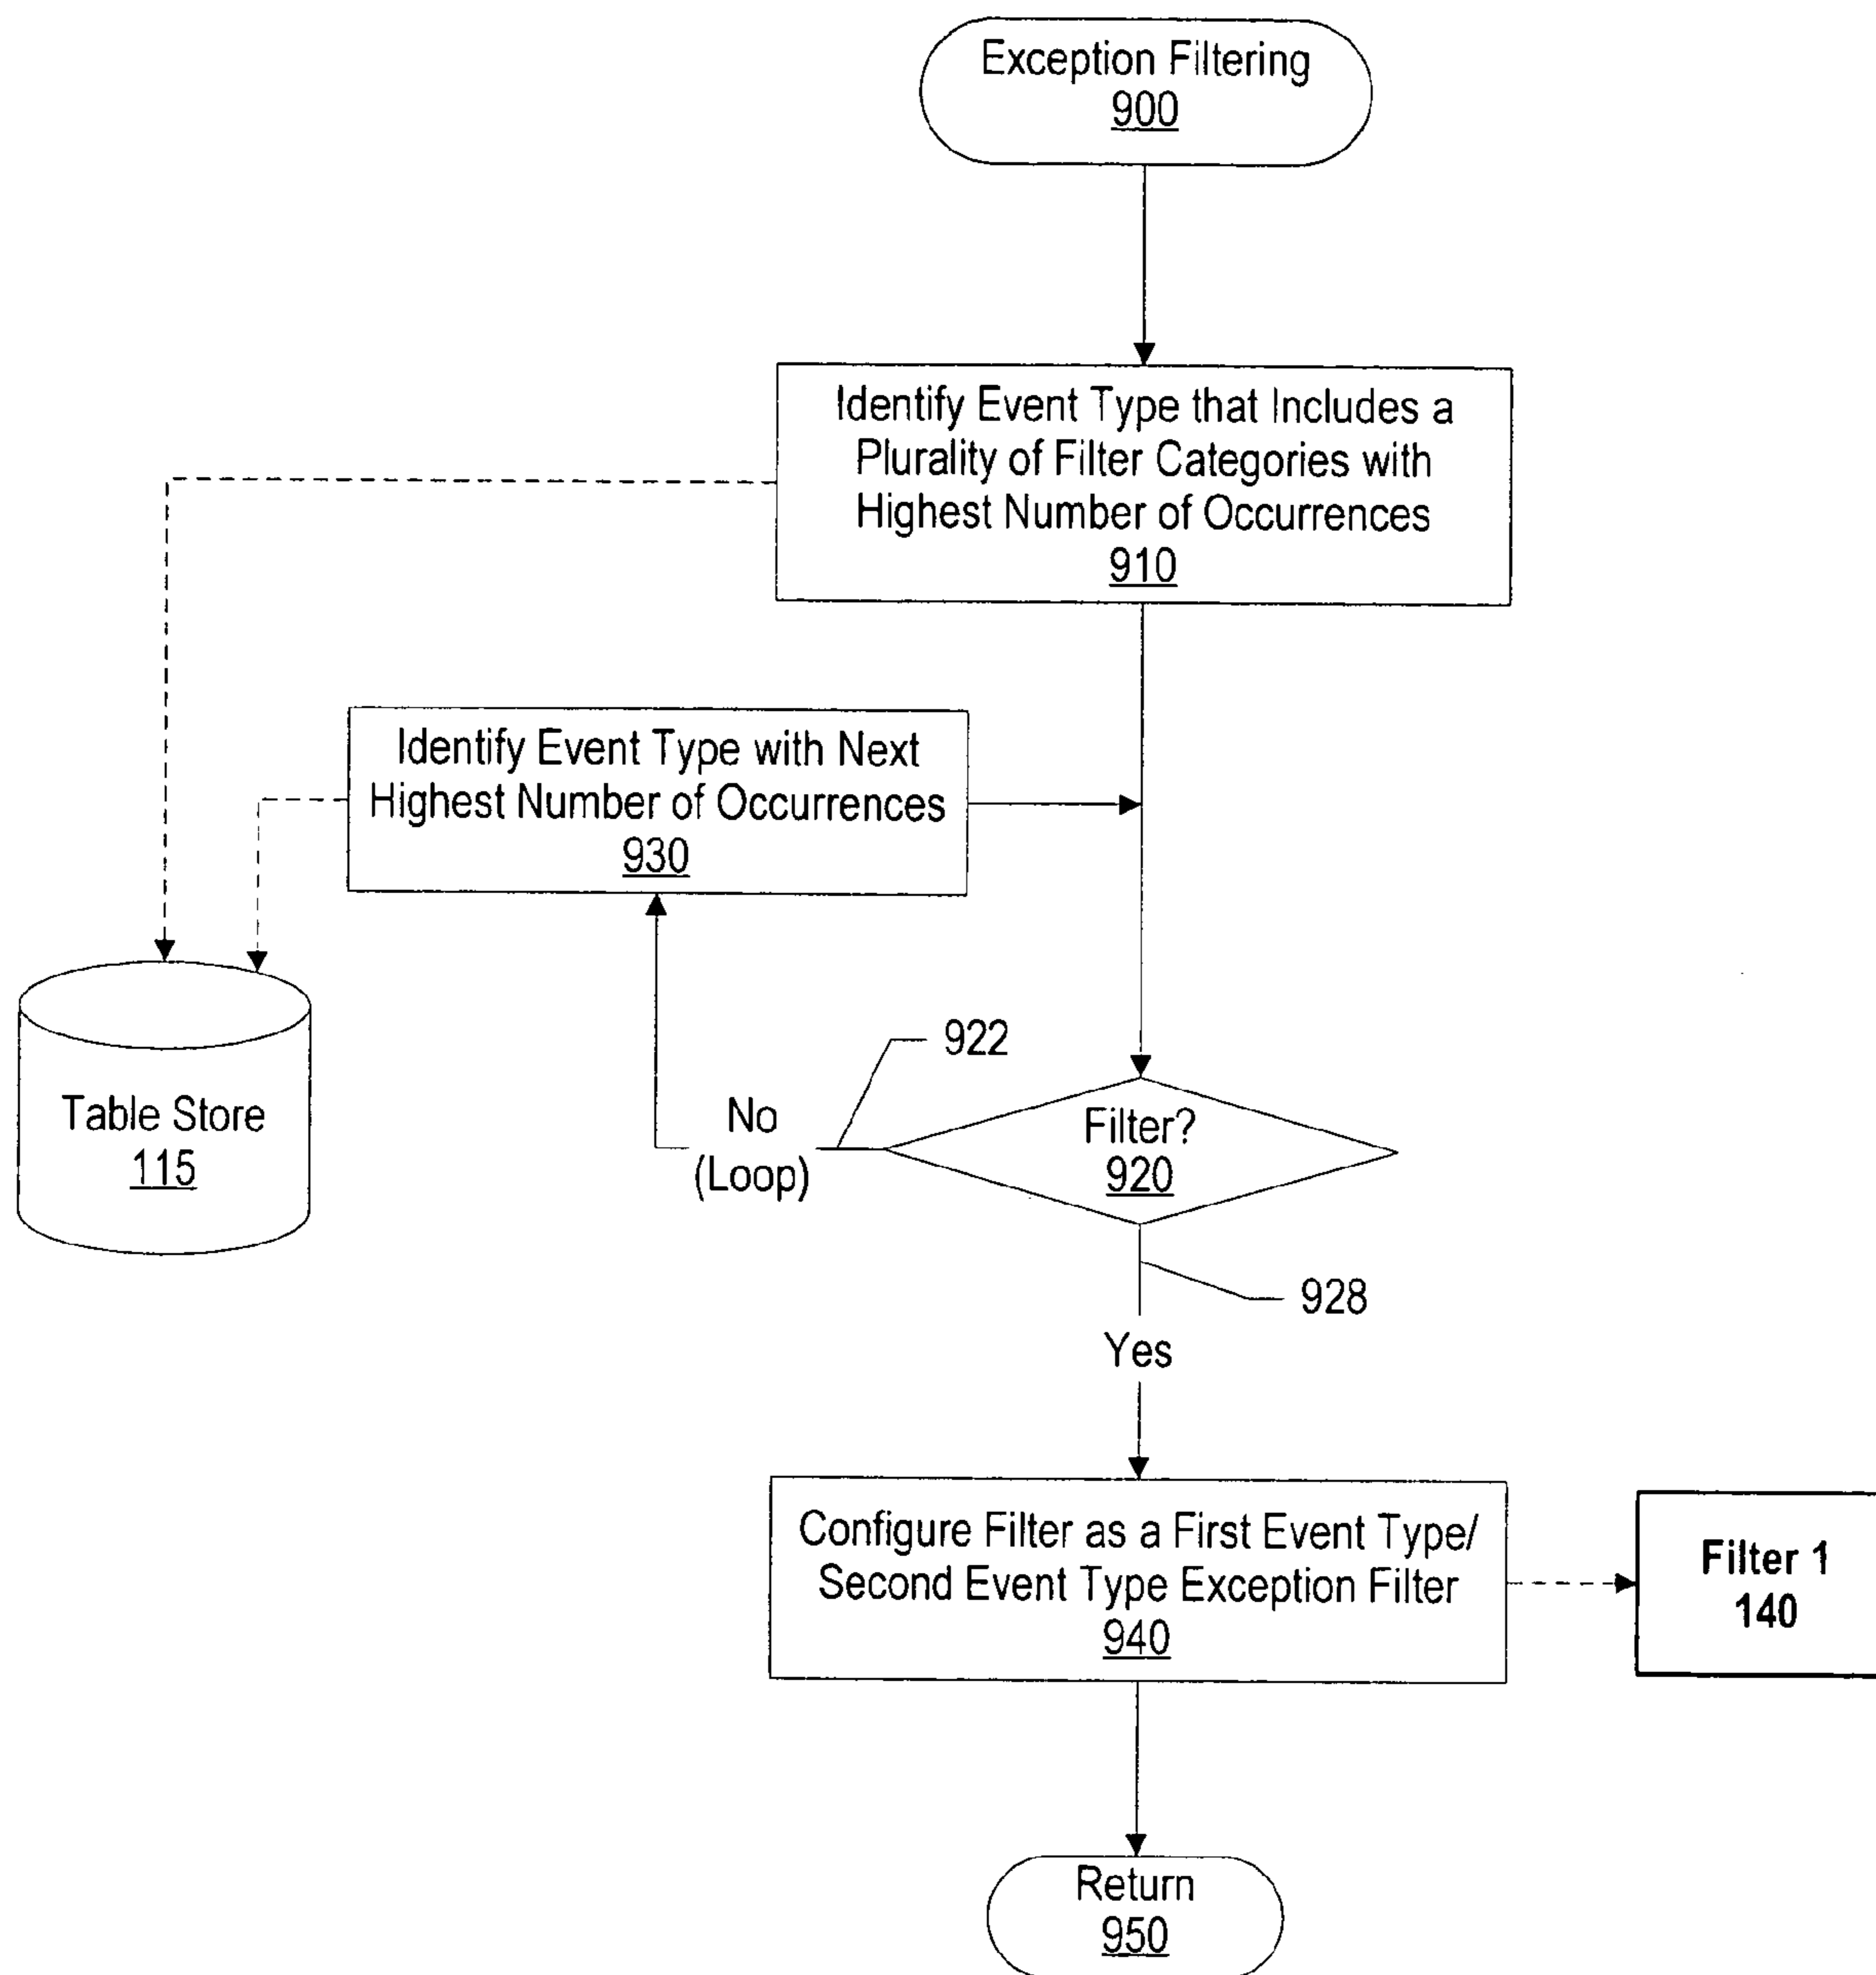 Exception Filtering
900
Identify Event Type that Includes a
Plurality of Filter Categories with
Highest Number of Occurrences
910
Identify Event Type with Next
Highest Number of Occurrences
930
922
Table Store
115
No
(Loop)
Filter?
920
928
Yes
Configure Filter as a First Event Type/
Second Event Type Exception Filter
940
Filter 1
140
Return
950